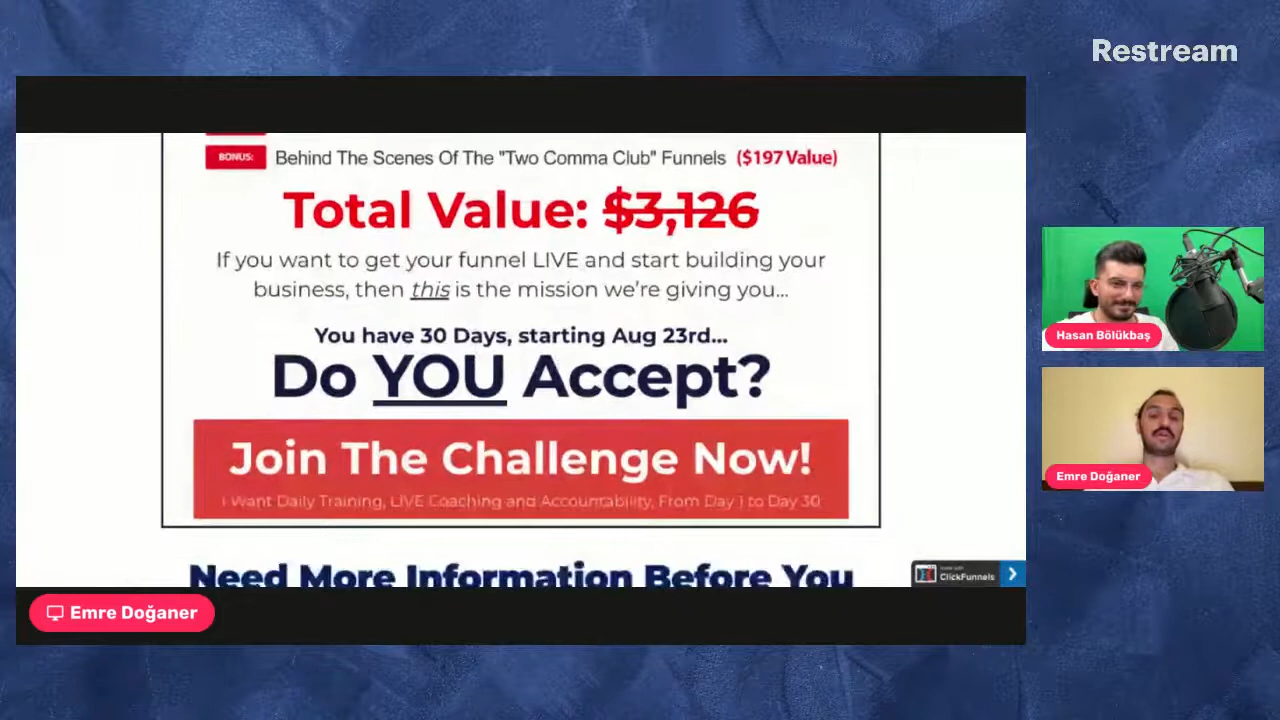 Restream
BONUS: Behind The Scenes Of The "Two Comma Club" Funnels ($197 Value)
Total Value: $3,126
If you want to get your funnel LIVE and start building your
business, then this is the mission we're giving you...
You have 30 Days, starting Aug 23rd...
Do YOU Accept?
Join The Challenge Now!
I Want Daily Training, LIVE Coaching and Accountability, From Day 1 to Day 30
Need More Information Before You
ClickFunnels
Emre Doğaner
Hasan Bölükbaş
Emre Doğaner